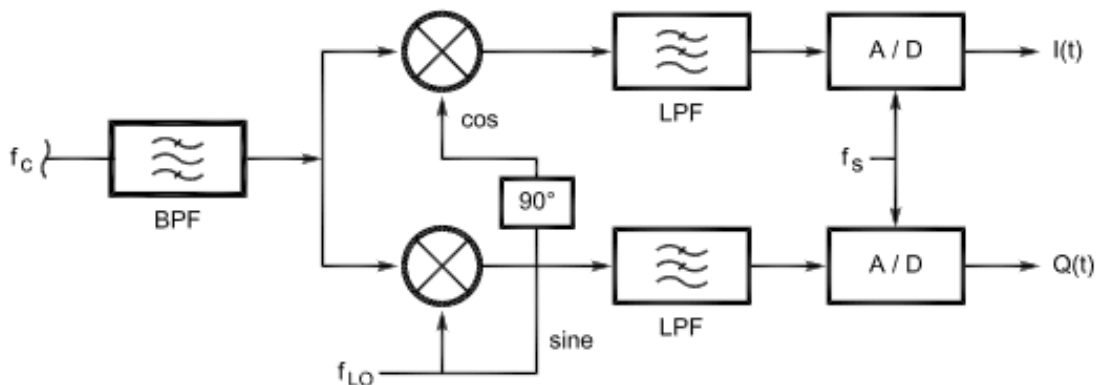 A / D
I(t)
LPF
cos
f_C
f_S
90°
BPF
A / D
Q(t)
LPF
sine
f_LO